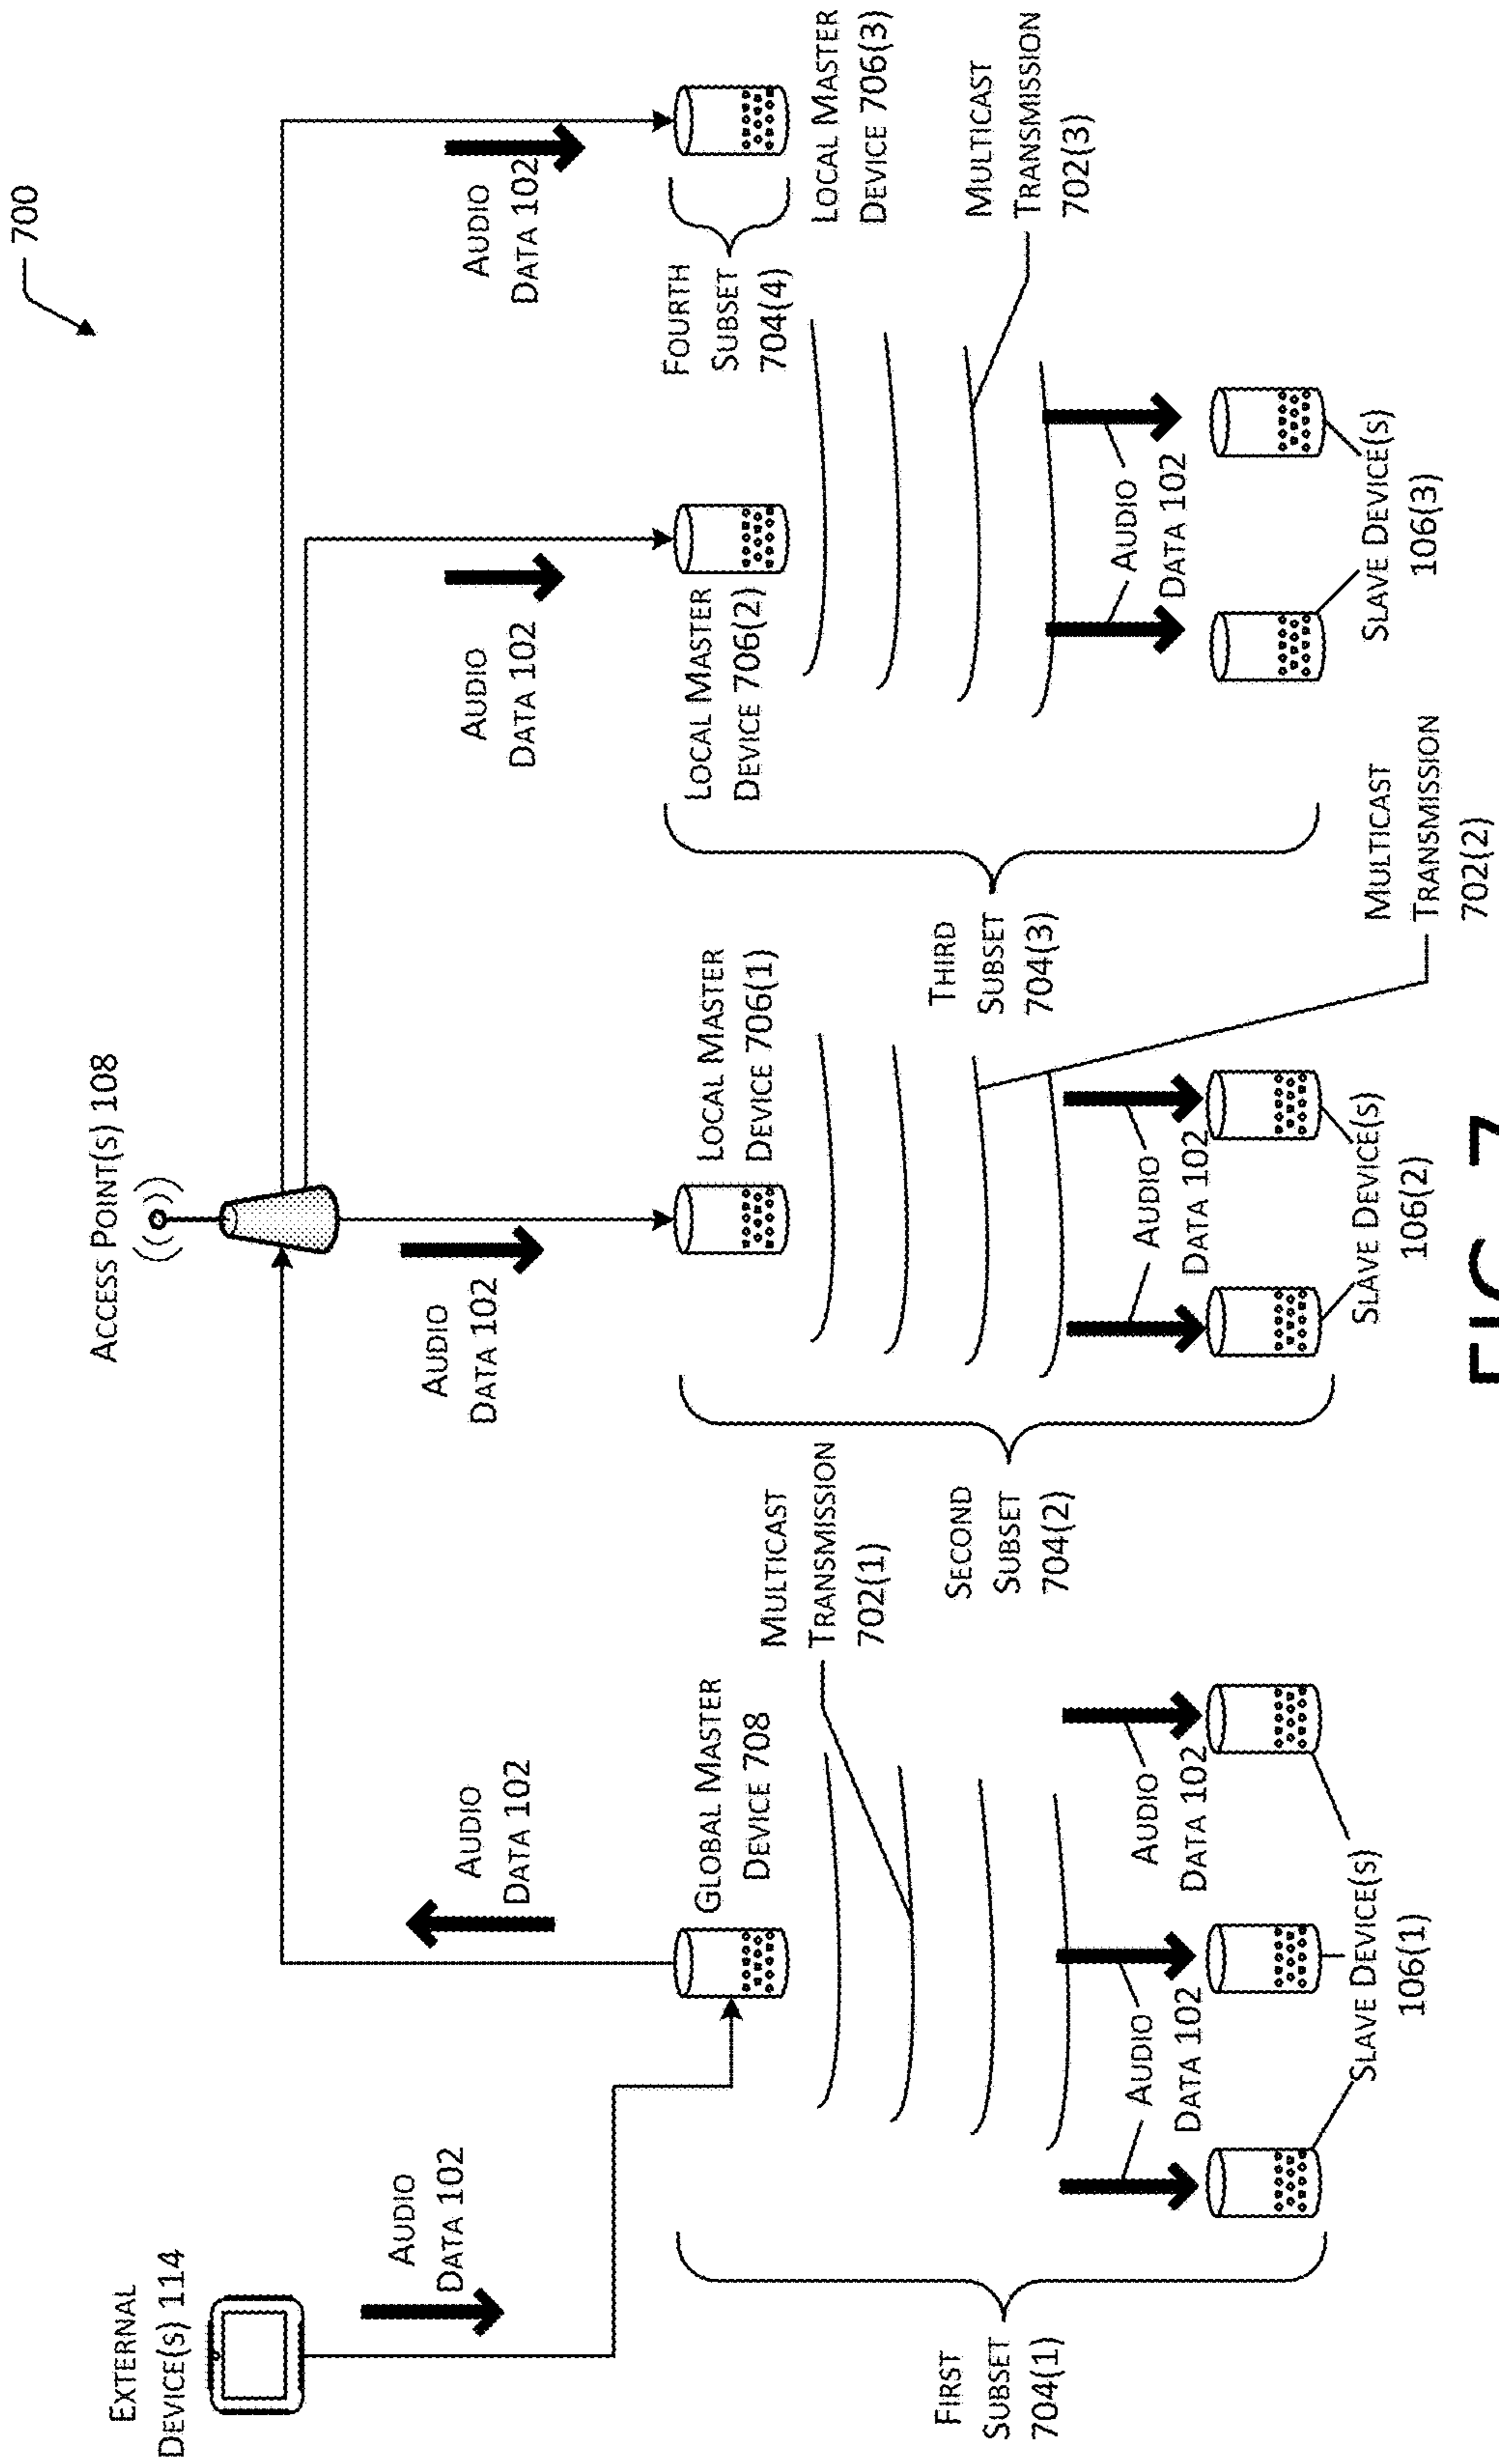 700
ACCESS POINT(S) 108
EXTERNAL
DEVICE(S) 114
AUDIO
DATA 102
AUDIO
DATA 102
AUDIO
DATA 102
AUDIO
DATA 102
AUDIO
DATA 102
GLOBAL MASTER
DEVICE 708
LOCAL MASTER
DEVICE 706(1)
LOCAL MASTER
DEVICE 706(2)
FOURTH
SUBSET
704(4)
LOCAL MASTER
DEVICE 706(3)
MULTICAST
TRANSMISSION
702(1)
MULTICAST
TRANSMISSION
702(3)
FIRST
SUBSET
704(1)
SECOND
SUBSET
704(2)
THIRD
SUBSET
704(3)
AUDIO
DATA 102
AUDIO
DATA 102
AUDIO
DATA 102
AUDIO
DATA 102
SLAVE DEVICE(S)
106(1)
SLAVE DEVICE(S)
106(2)
MULTICAST
TRANSMISSION
702(2)
SLAVE DEVICE(S)
106(3)
FIG. 7